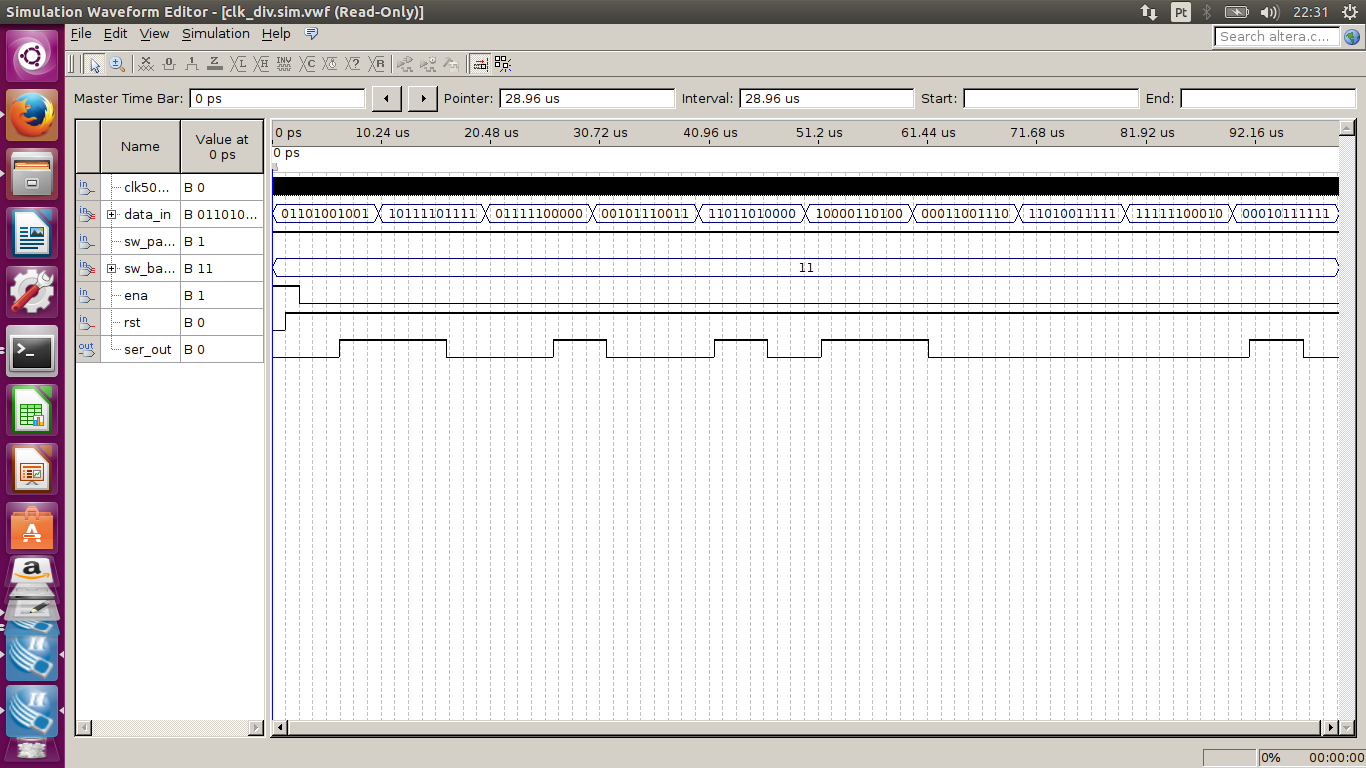 Simulation Waveform Editor - [clk_div.sim.vwf (Read-Only)] Pt 22:31
File Edit View Simulation Help Search altera.c...
Master Time Bar: 0 ps Pointer: 28.96 us Interval: 28.96 us Start: End:
Name Value at 0 ps 0 ps 10.24 us 20.48 us 30.72 us 40.96 us 51.2 us 61.44 us 71.68 us 81.92 us 92.16 us
0 ps
clk50... B 0
data_in B 011010... 01101001001 10111101111 01111100000 00101110011 11011010000 10000110100 00011001110 11010011111 11111100010 00010111111
sw_pa... B 1
sw_ba... B 11 11
ena B 1
rst B 0
ser_out B 0
0% 00:00:00